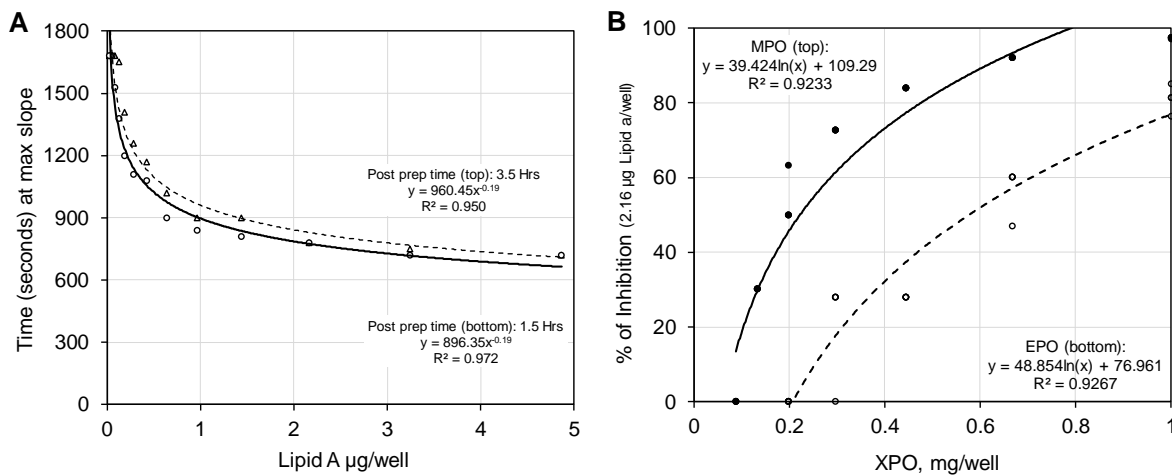 A
1800
1500
1200
900
600
300
0
Time (seconds) at max slope
Post prep time (top): 3.5 Hrs
y = 960.45x^-0.19
R² = 0.950
Post prep time (bottom): 1.5 Hrs
y = 896.35x^-0.19
R² = 0.972
0 1 2 3 4 5
Lipid A µg/well
B
100
80
60
40
20
0
% of Inhibition (2.16 µg Lipid a/well)
MPO (top):
y = 39.424ln(x) + 109.29
R² = 0.9233
EPO (bottom):
y = 48.854ln(x) + 76.961
R² = 0.9267
0 0.2 0.4 0.6 0.8 1
XPO, mg/well